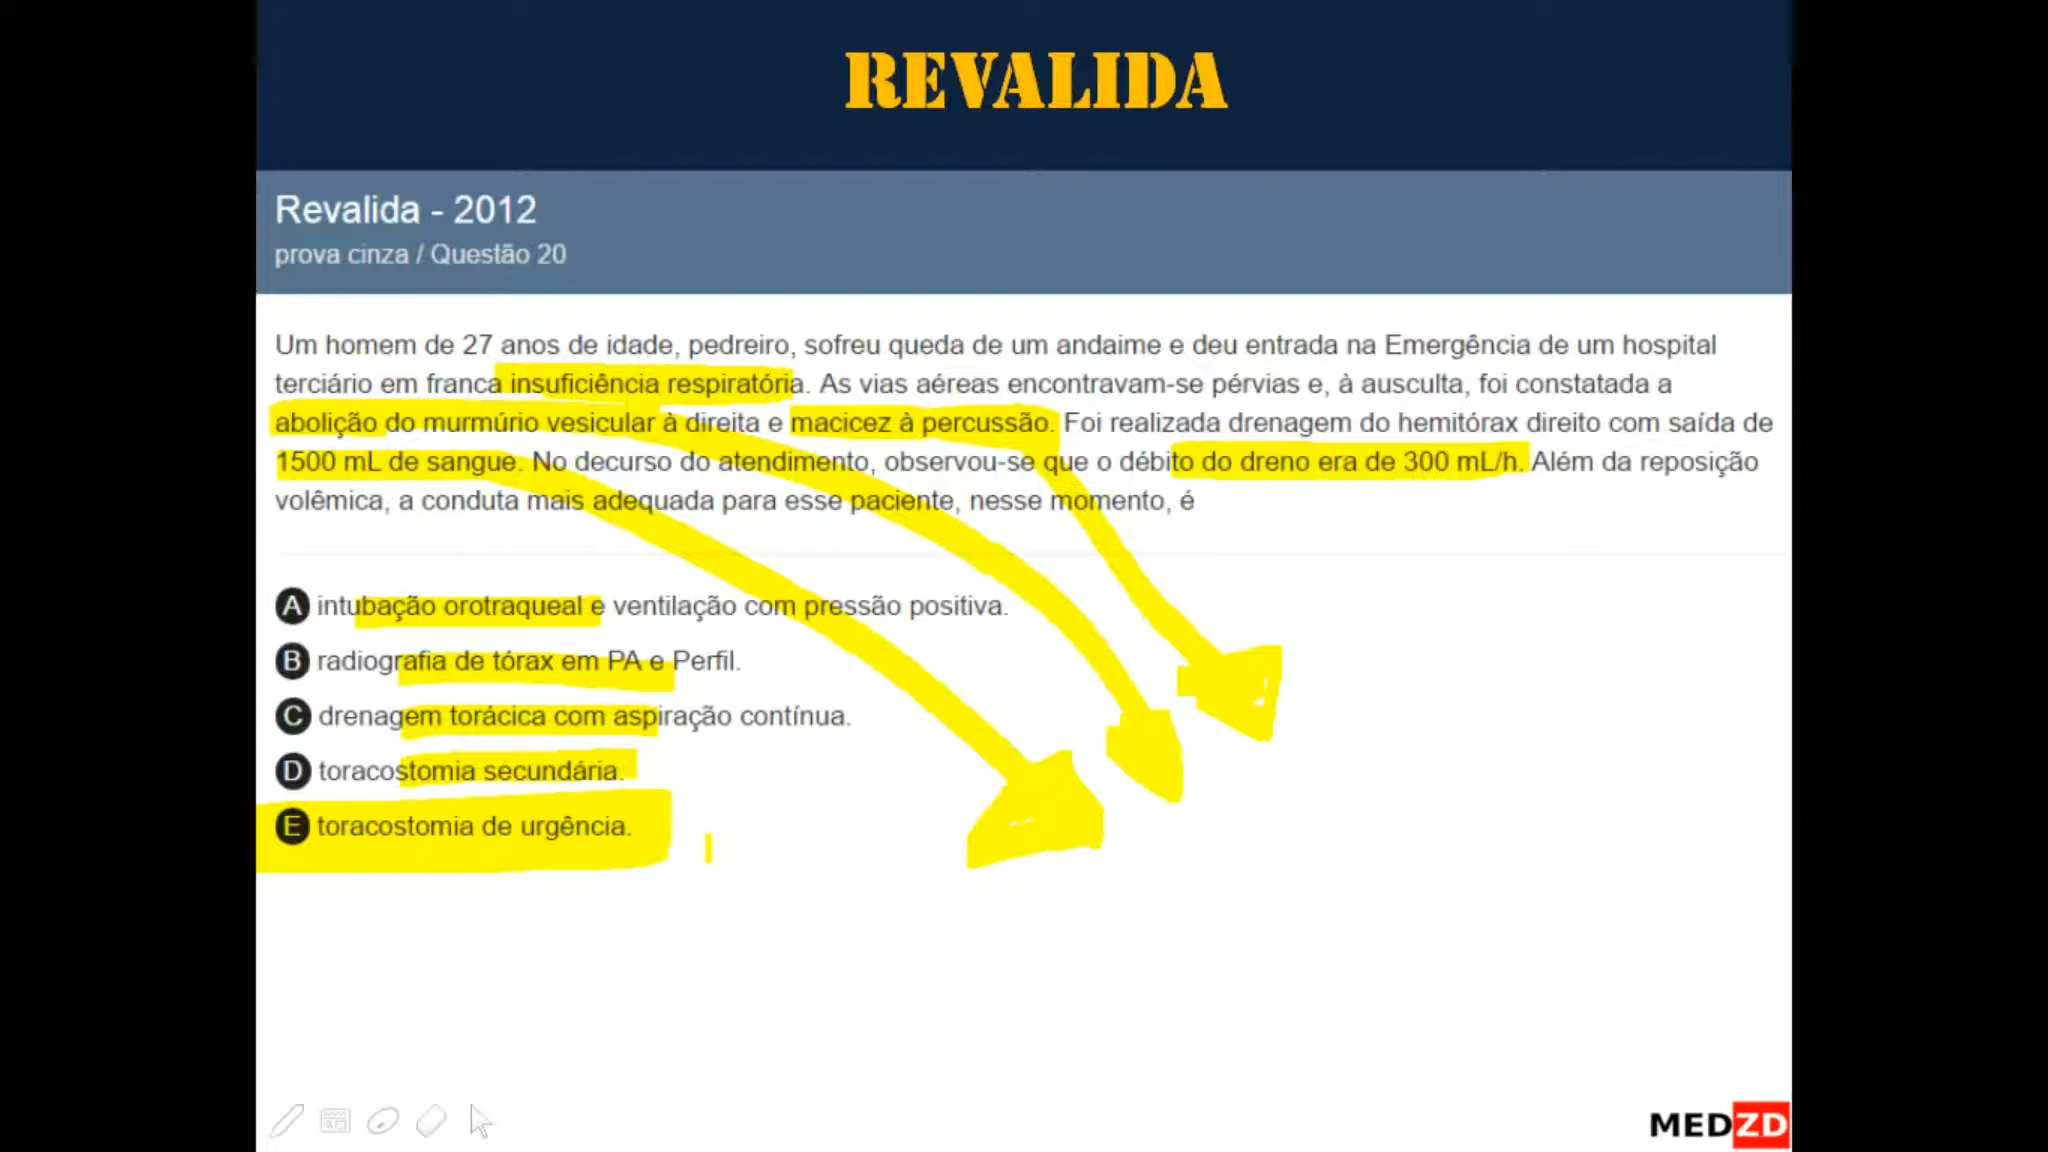 REVALIDA
Revalida - 2012
prova cinza / Questão 20
Um homem de 27 anos de idade, pedreiro, sofreu queda de um andaime e deu entrada na Emergência de um hospital
terciário em franca insuficiência respiratória. As vias aéreas encontravam-se pérvias e, à ausculta, foi constatada a
abolição do murmúrio vesicular à direita e macicez à percussão. Foi realizada drenagem do hemitórax direito com saída de
1500 mL de sangue. No decurso do atendimento, observou-se que o débito do dreno era de 300 mL/h. Além da reposição
volêmica, a conduta mais adequada para esse paciente, nesse momento, é
A intubação orotraqueal e ventilação com pressão positiva.
B radiografia de tórax em PA e Perfil.
C drenagem torácica com aspiração contínua.
D toracostomia secundária.
E toracostomia de urgência.
MEDZD